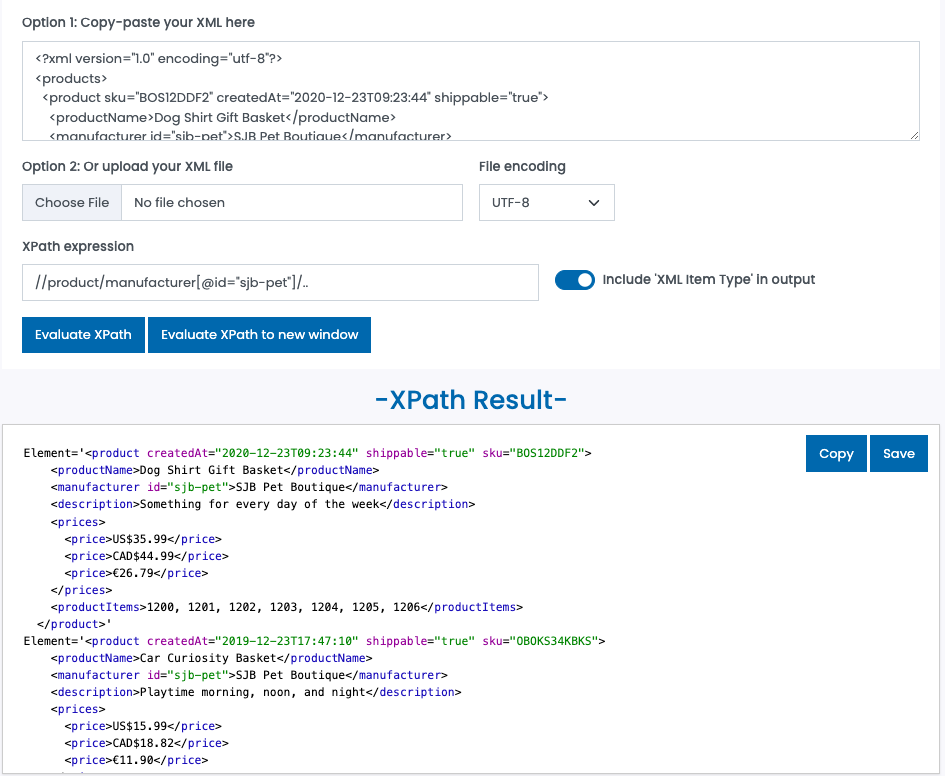 Option 1: Copy-paste your XML here
<?xml version="1.0" encoding="utf-8"?>
<products>
<product sku="BOS12DDF2" createdAt="2020-12-23T09:23:44" shippable="true">
<productName>Dog Shirt Gift Basket</productName>
<manufacturer id="sjb-pet">SJB Pet Boutique</manufacturer>
Option 2: Or upload your XML file
File encoding
Choose File
No file chosen
UTF-8
XPath expression
//product/manufacturer[@id="sjb-pet"]/..
Include 'XML Item Type' in output
Evaluate XPath
Evaluate XPath to new window
-XPath Result-
Copy
Save
Element='<product createdAt="2020-12-23T09:23:44" shippable="true" sku="BOS12DDF2">
<productName>Dog Shirt Gift Basket</productName>
<manufacturer id="sjb-pet">SJB Pet Boutique</manufacturer>
<description>Something for every day of the week</description>
<prices>
<price>US$35.99</price>
<price>CAD$44.99</price>
<price>€26.79</price>
</prices>
<productItems>1200, 1201, 1202, 1203, 1204, 1205, 1206</productItems>
</product>'
Element='<product createdAt="2019-12-23T17:47:10" shippable="true" sku="OBOKS34KBKS">
<productName>Car Curiosity Basket</productName>
<manufacturer id="sjb-pet">SJB Pet Boutique</manufacturer>
<description>Playtime morning, noon, and night</description>
<prices>
<price>US$15.99</price>
<price>CAD$18.82</price>
<price>€11.90</price>